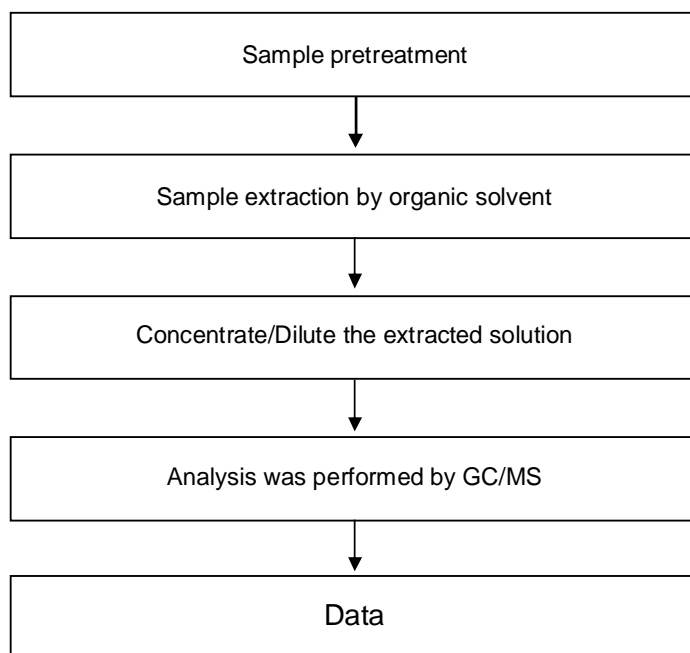 Sample pretreatment
Sample extraction by organic solvent
Concentrate/Dilute the extracted solution
Analysis was performed by GC/MS
Data